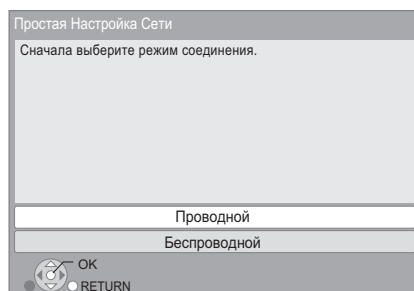 Простая Настройка Сети
Сначала выберите режим соединения.
Проводной
Беспроводной
OK
RETURN